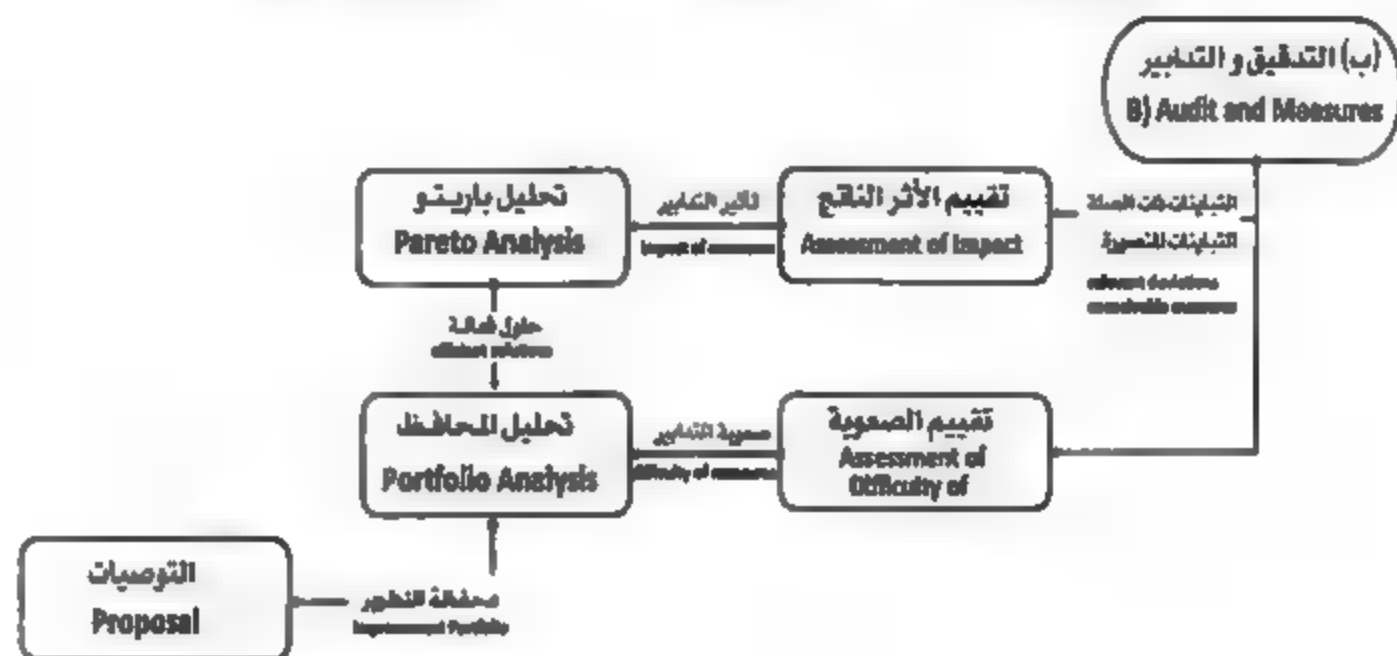 (ب) التدقيق و التدابير
B) Audit and Measures
تحليل باريتو
Pareto Analysis
تأثير التدابير
Impact of measures
تقييم الأثر الناتج
Assessment of Impact
التباينات ذات الصلة
التباينات المتصورة
relevant deviations
conceivable measures
حلول فعالة
efficient solutions
تحليل المحافظ
Portfolio Analysis
صعوبة التدابير
Difficulty of measures
تقييم الصعوبة
Assessment of
Difficulty of
التوصيات
Proposal
محفظة التطوير
Improvement Portfolio